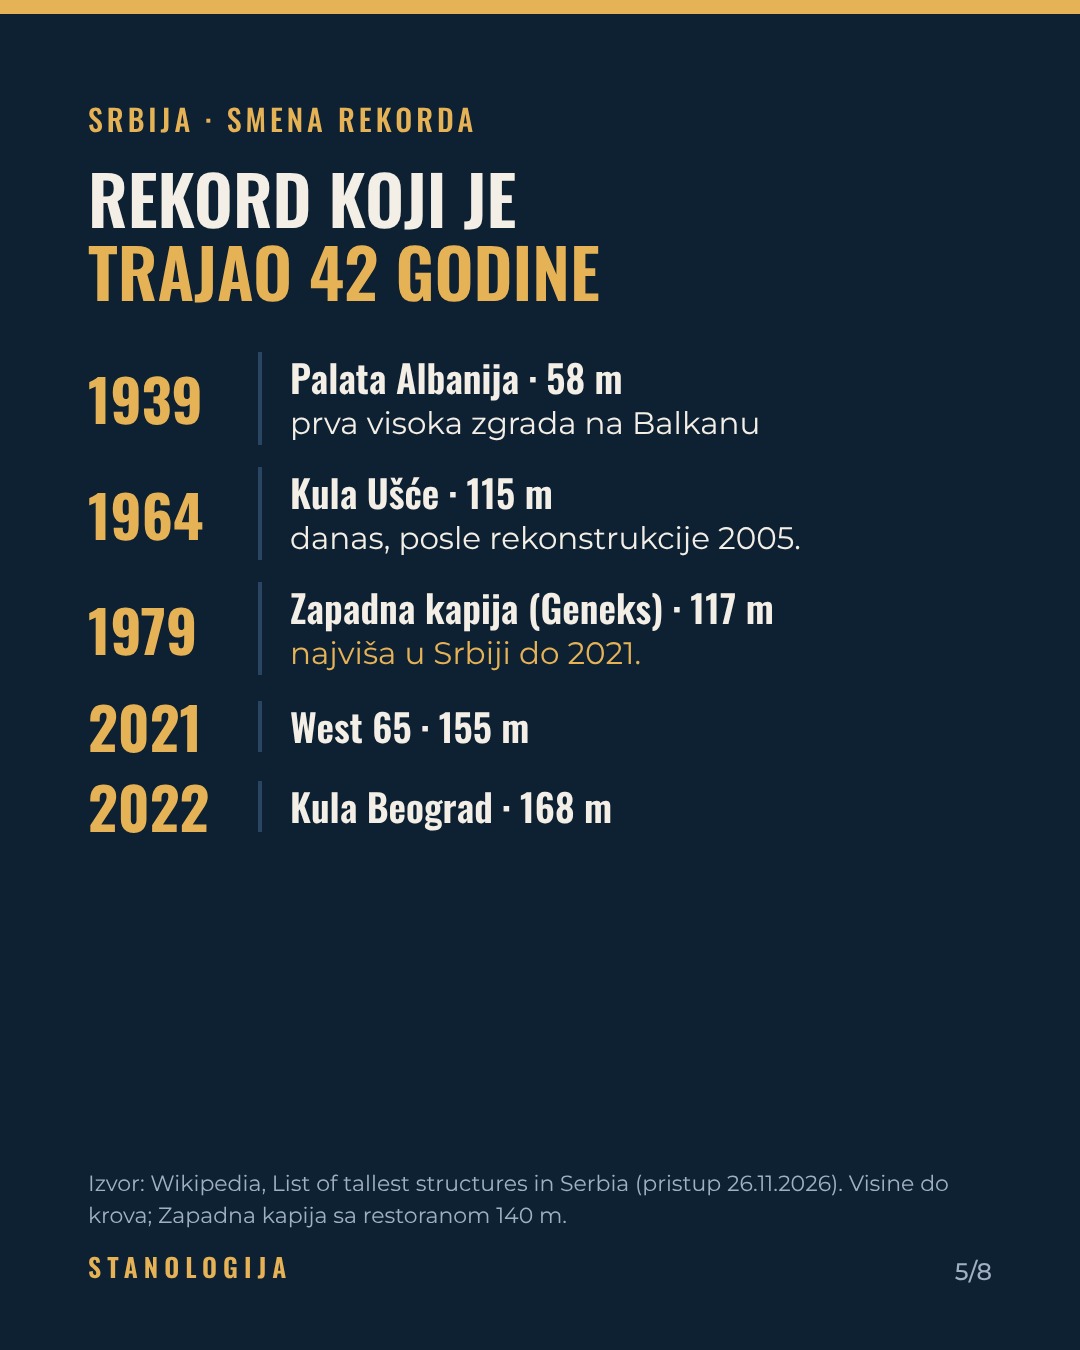 SRBIJA · SMENA REKORDA
REKORD KOJI JE
TRAJAO 42 GODINE
1939
Palata Albanija · 58 m
prva visoka zgrada na Balkanu
1964
Kula Ušće · 115 m
danas, posle rekonstrukcije 2005.
1979
Zapadna kapija (Geneks) · 117 m
najviša u Srbiji do 2021.
2021
West 65 · 155 m
2022
Kula Beograd · 168 m
Izvor: Wikipedia, List of tallest structures in Serbia (pristup 26.11.2026). Visine do
krova; Zapadna kapija sa restoranom 140 m.
STANOLOGIJA
5/8